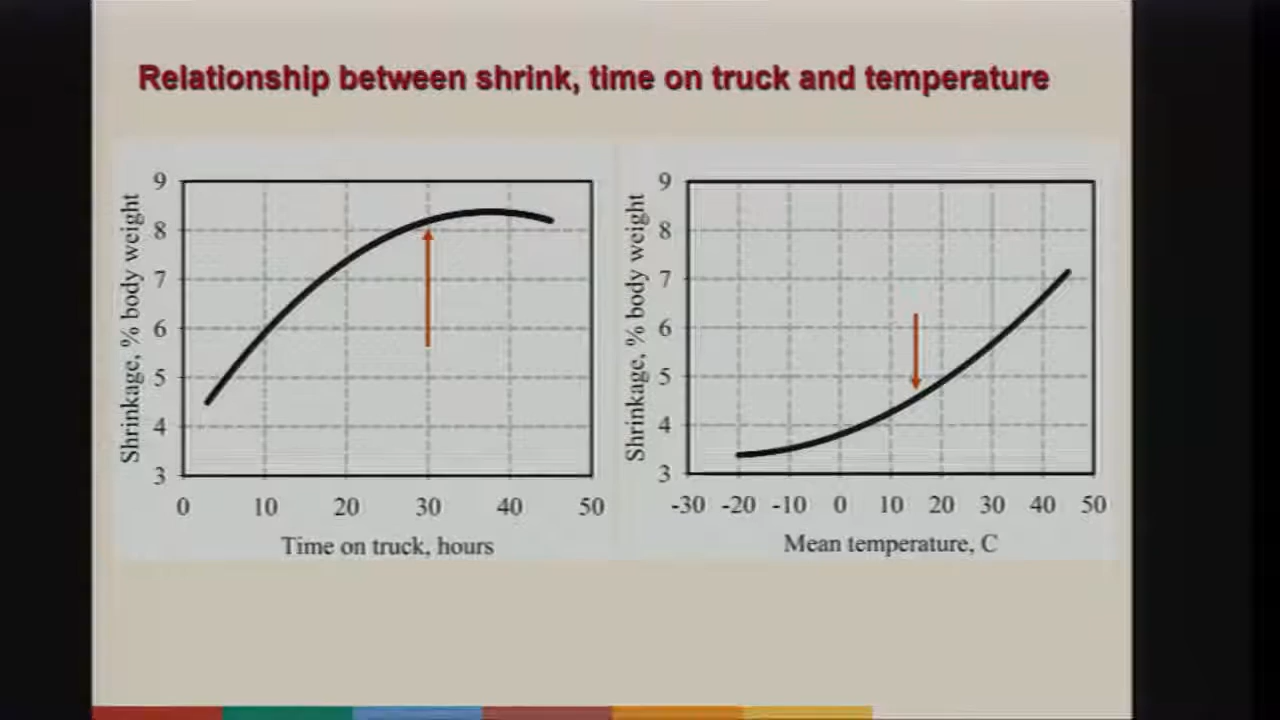 Relationship between shrink, time on truck and temperature
Shrinkage, % body weight
9
8
7
6
5
4
3
0 10 20 30 40 50
Time on truck, hours
Shrinkage, % body weight
9
8
7
6
5
4
3
-30 -20 -10 0 10 20 30 40 50
Mean temperature, C